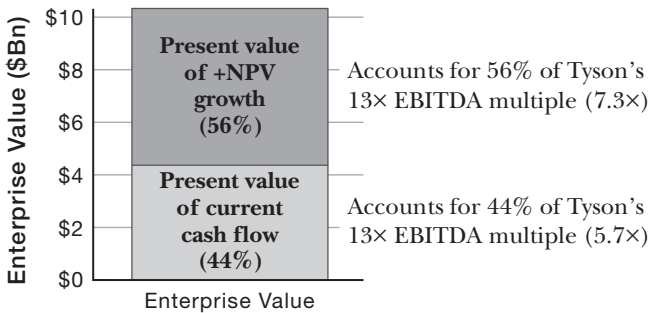 Enterprise Value ($Bn)
$10
$8
$6
$4
$2
$0
Present value
of +NPV
growth
(56%)
Present value
of current
cash flow
(44%)
Accounts for 56% of Tyson's
13× EBITDA multiple (7.3×)
Accounts for 44% of Tyson's
13× EBITDA multiple (5.7×)
Enterprise Value